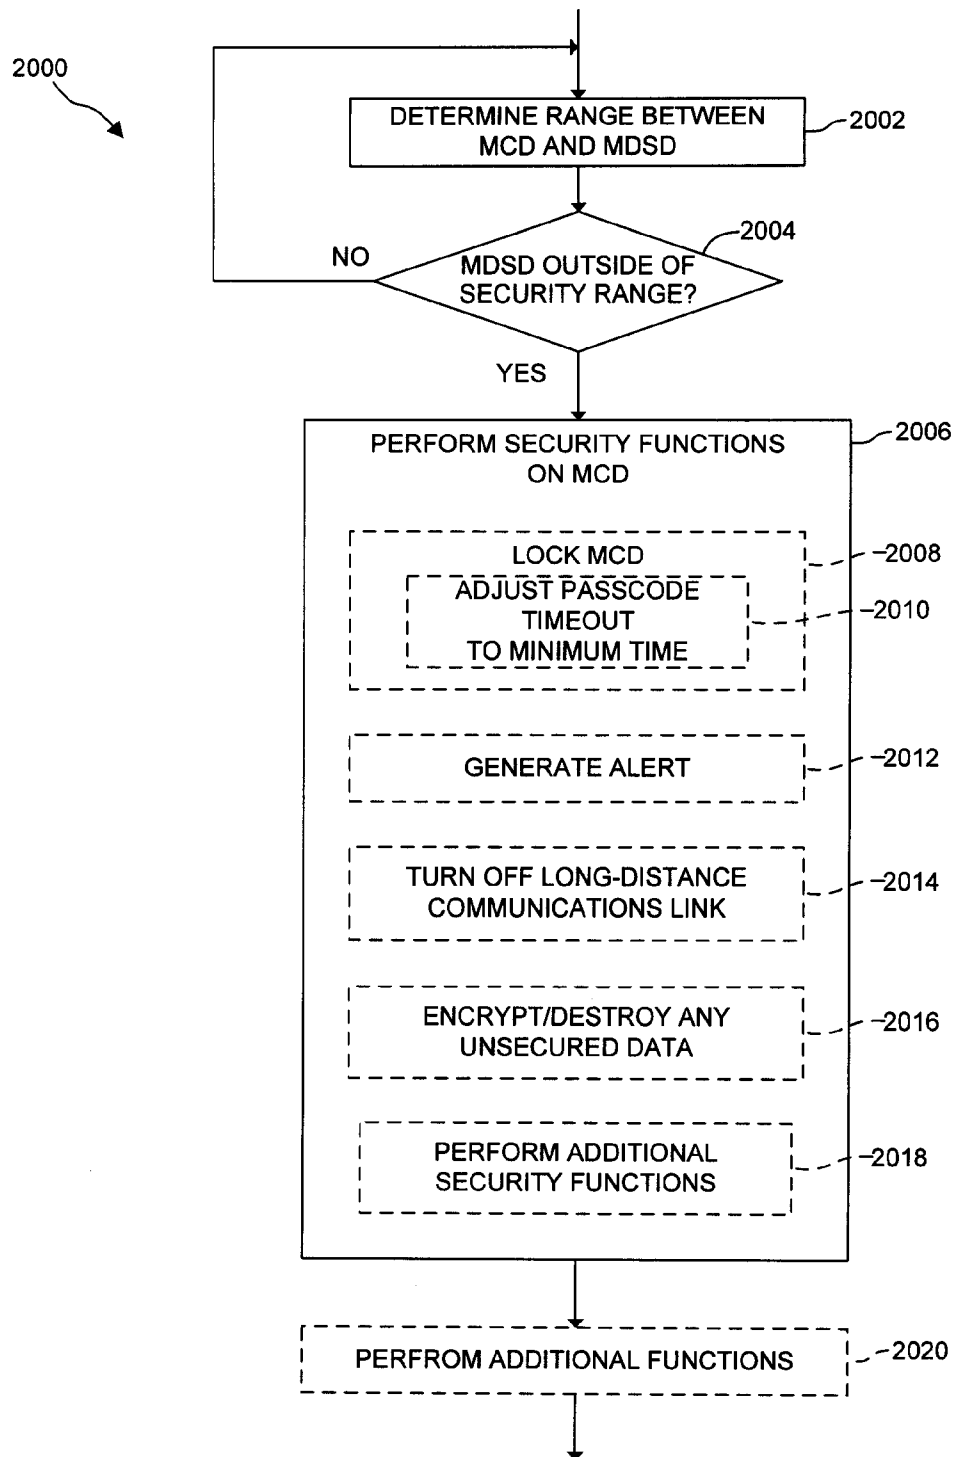 2000
DETERMINE RANGE BETWEEN
MCD AND MDSD
2002
2004
MDSD OUTSIDE OF
SECURITY RANGE?
NO
YES
2006
PERFORM SECURITY FUNCTIONS
ON MCD
LOCK MCD
2008
ADJUST PASSCODE
TIMEOUT
TO MINIMUM TIME
2010
GENERATE ALERT
2012
TURN OFF LONG-DISTANCE
COMMUNICATIONS LINK
2014
ENCRYPT/DESTROY ANY
UNSECURED DATA
2016
PERFORM ADDITIONAL
SECURITY FUNCTIONS
2018
PERFROM ADDITIONAL FUNCTIONS
2020